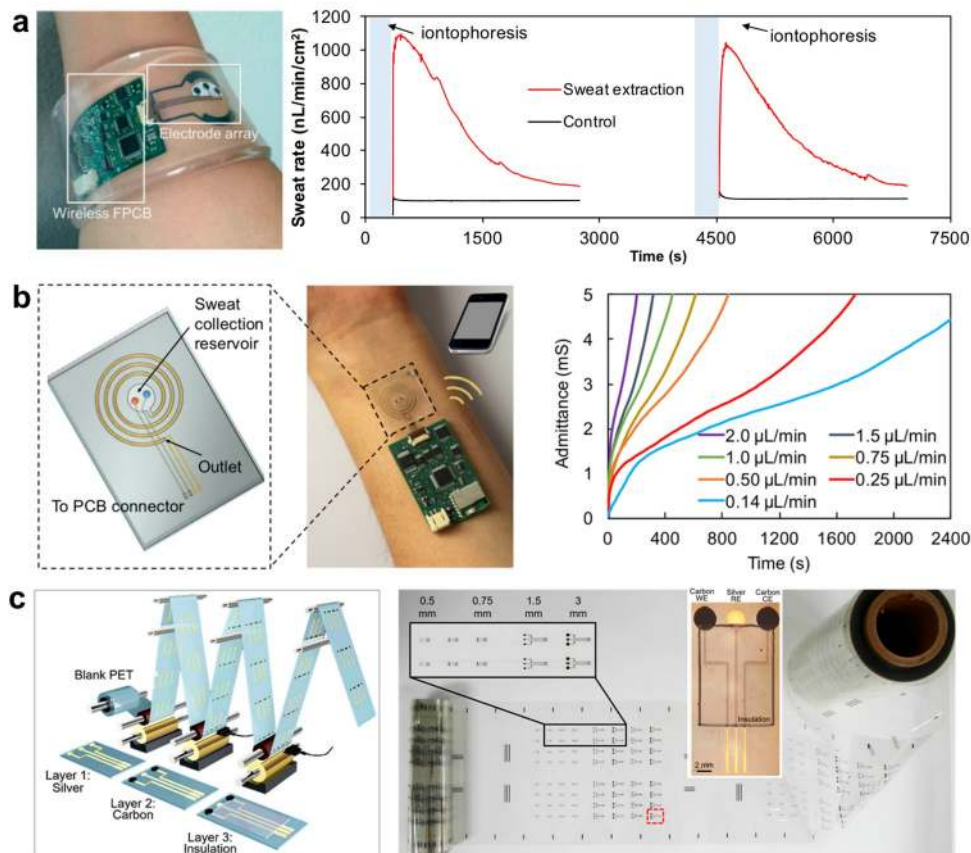 a
Wireless FPCB
Electrode array
Sweat rate (nL/min/cm²)
1200
1000
800
600
400
200
0
iontophoresis
iontophoresis
Sweat extraction
Control
0
1500
3000
4500
6000
7500
Time (s)
b
Sweat
collection
reservoir
Outlet
To PCB connector
Admittance (mS)
5
4
3
2
1
0
2.0 µL/min
1.5 µL/min
1.0 µL/min
0.75 µL/min
0.50 µL/min
0.25 µL/min
0.14 µL/min
0
400
800
1200
1600
2000
2400
Time (s)
c
Blank PET
Layer 1:
Silver
Layer 2:
Carbon
Layer 3:
Insulation
0.5
mm
0.75
mm
1.5
mm
3
mm
Carbon
WE
Silver
RE
Carbon
CE
Insulation
2 mm